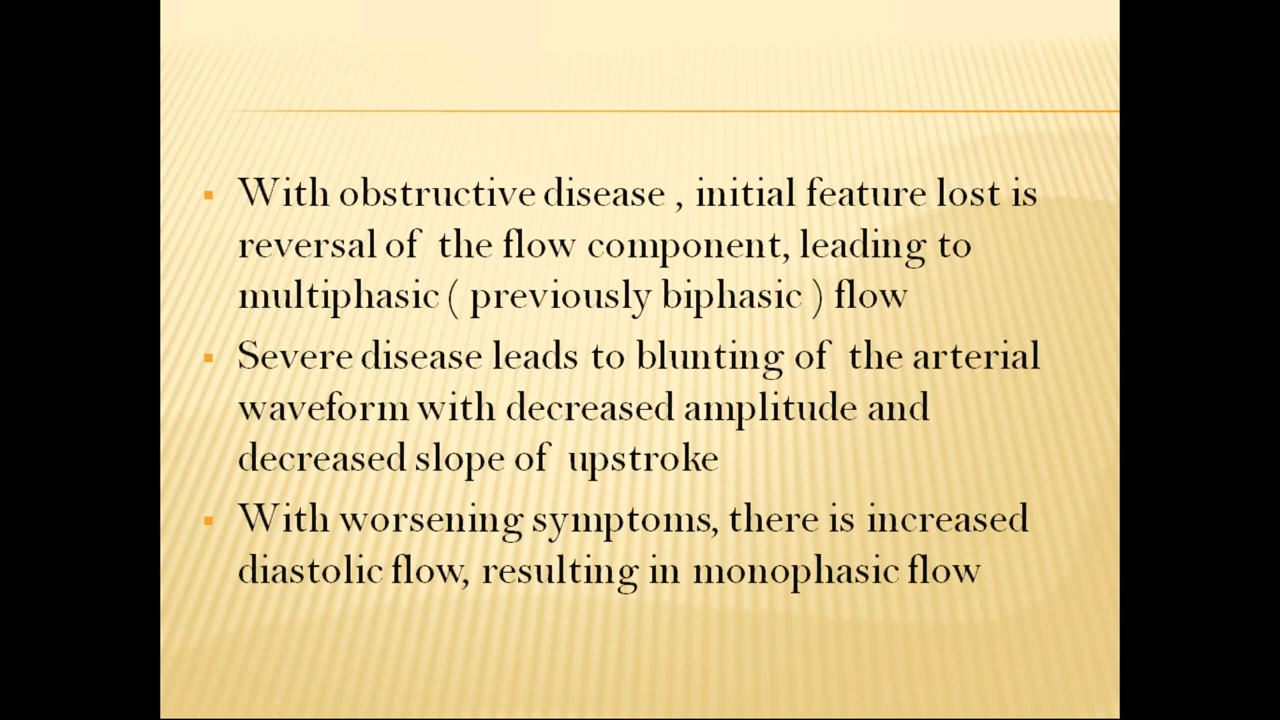 With obstructive disease , initial feature lost is
reversal of the flow component, leading to
multiphasic ( previously biphasic ) flow
Severe disease leads to blunting of the arterial
waveform with decreased amplitude and
decreased slope of upstroke
With worsening symptoms, there is increased
diastolic flow, resulting in monophasic flow